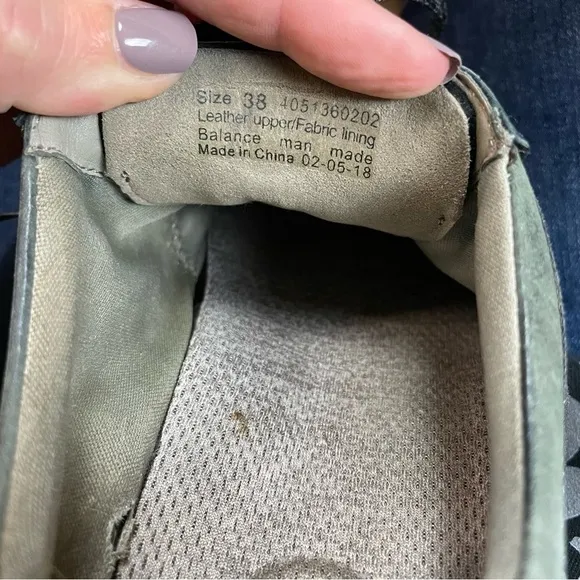 Size 38 4051360202
Leather upper/Fabric lining
Balance man made
Made in China 02-05-18